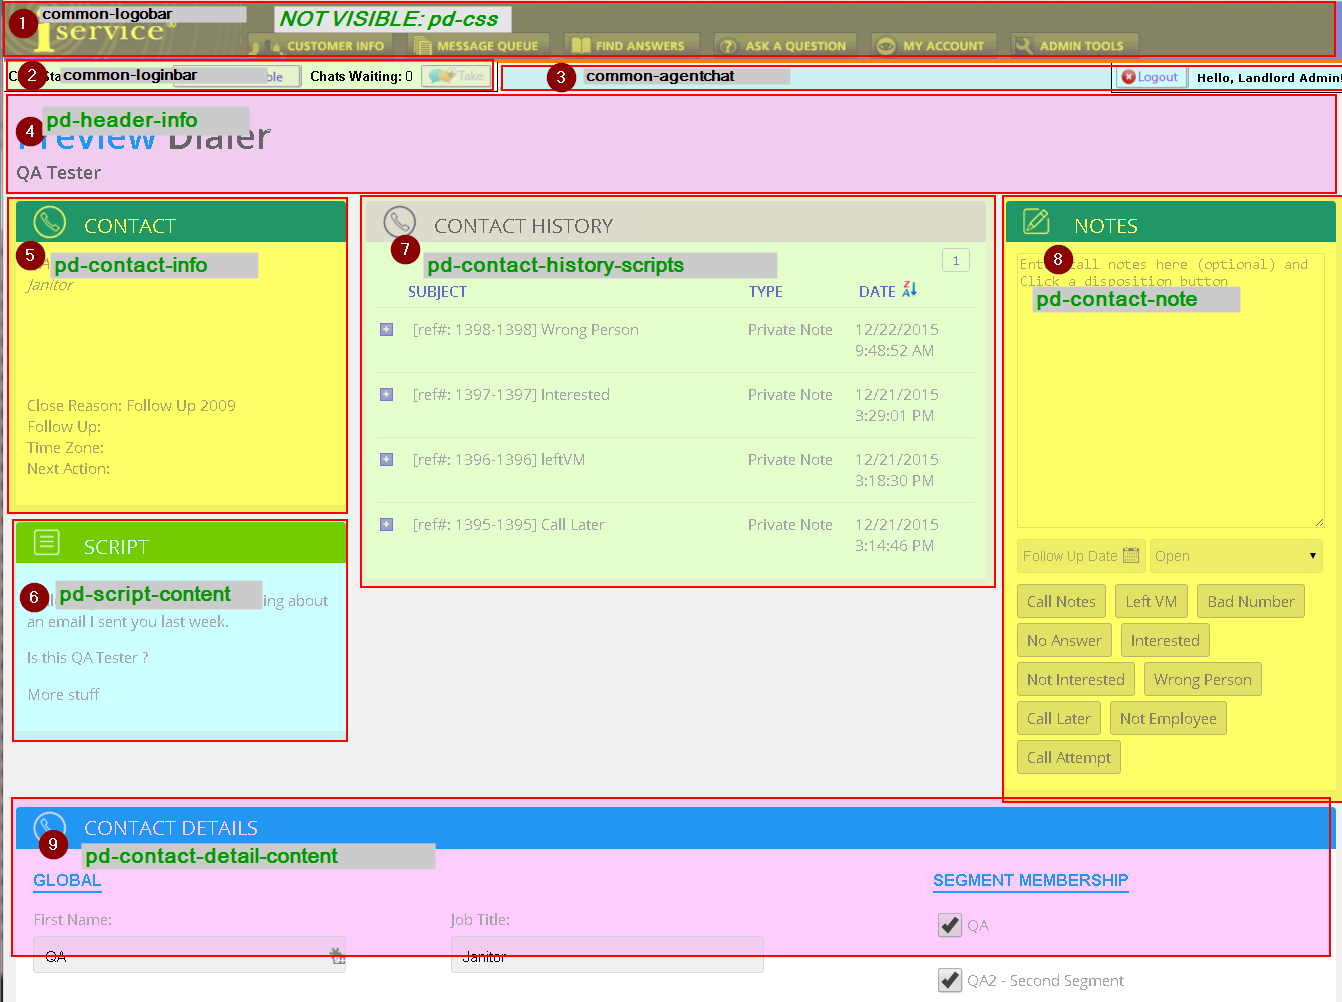 1 common-logobar
NOT VISIBLE: pd-css
1service®
CUSTOMER INFO MESSAGE QUEUE FIND ANSWERS ASK A QUESTION MY ACCOUNT ADMIN TOOLS
2 common-loginbar
Chats Waiting: 0 Take
3 common-agentchat
Logout Hello, Landlord Admin!
4 pd-header-info
Preview Dialer
QA Tester
CONTACT
5 pd-contact-info
Janitor
Close Reason: Follow Up 2009
Follow Up:
Time Zone:
Next Action:
SCRIPT
6 pd-script-content
ing about
an email I sent you last week.
Is this QA Tester ?
More stuff
CONTACT HISTORY
7 pd-contact-history-scripts
1
SUBJECT TYPE DATE
[ref#: 1398-1398] Wrong Person Private Note 12/22/2015
9:48:52 AM
[ref#: 1397-1397] Interested Private Note 12/21/2015
3:29:01 PM
[ref#: 1396-1396] leftVM Private Note 12/21/2015
3:18:30 PM
[ref#: 1395-1395] Call Later Private Note 12/21/2015
3:14:46 PM
NOTES
8
call notes here (optional) and
Click a disposition button
pd-contact-note
Follow Up Date Open
Call Notes Left VM Bad Number
No Answer Interested
Not Interested Wrong Person
Call Later Not Employee
Call Attempt
CONTACT DETAILS
9 pd-contact-detail-content
GLOBAL SEGMENT MEMBERSHIP
First Name: Job Title:
QA Janitor
QA
QA2 - Second Segment